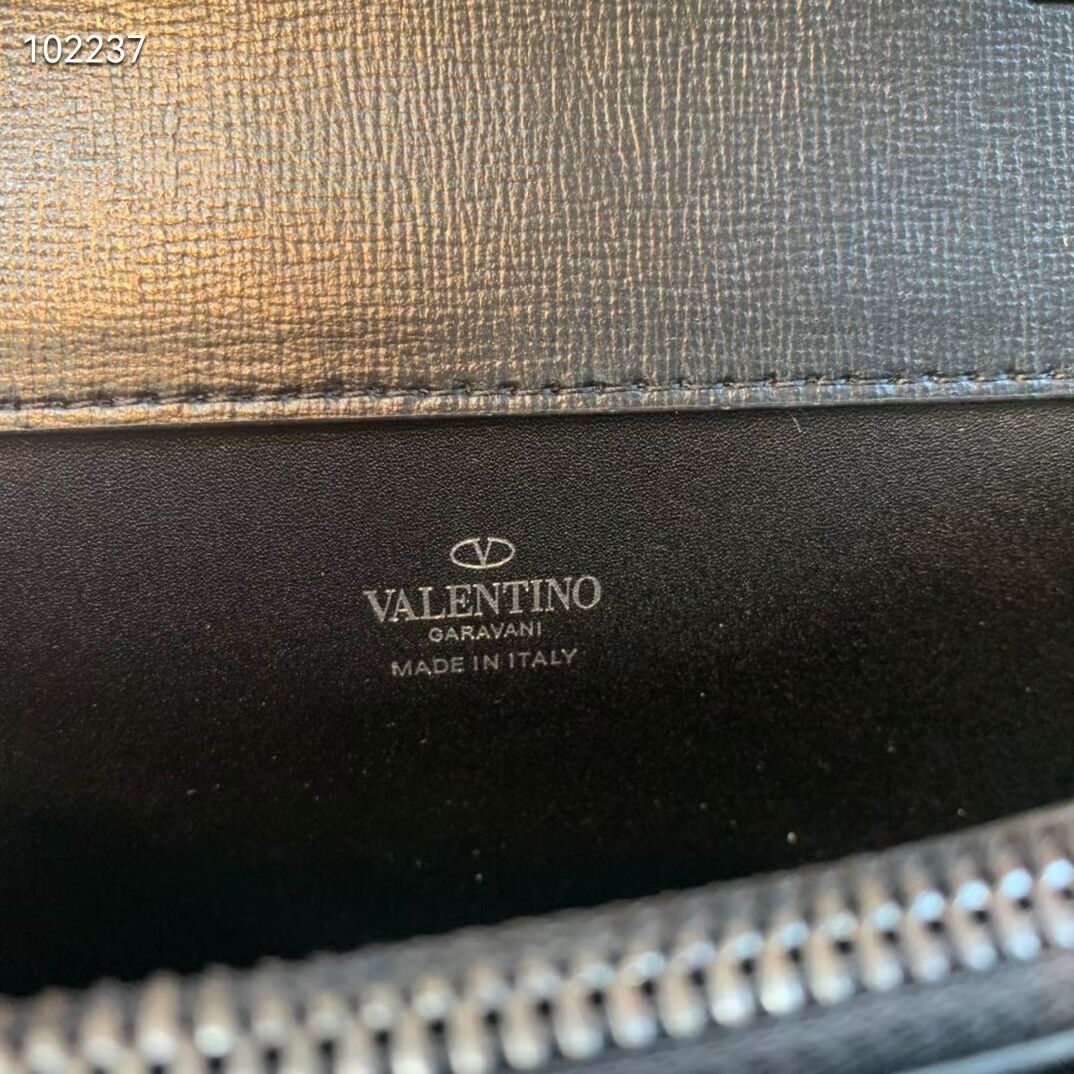 102237
V
VALENTINO
GARAVANI
MADE IN ITALY